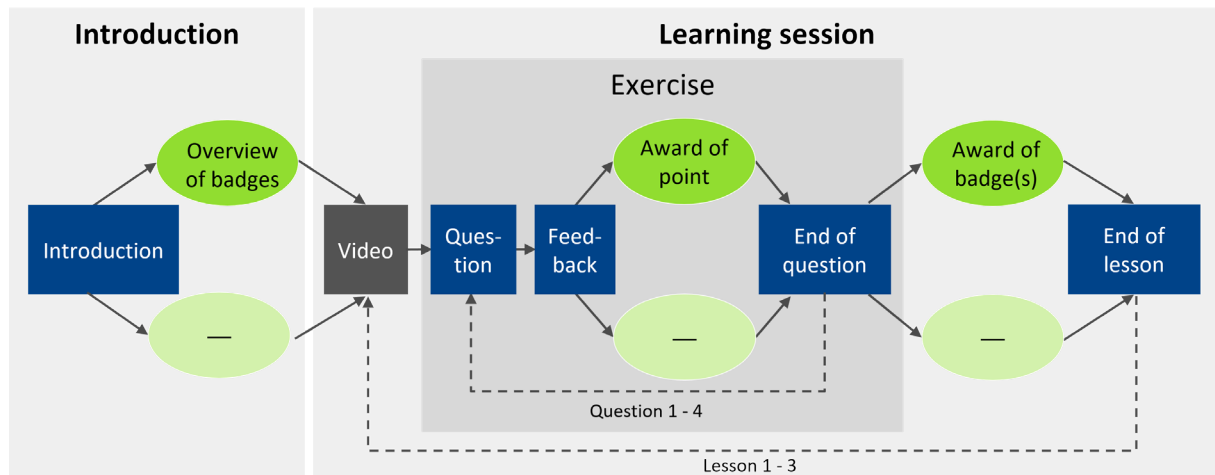 Introduction
Learning session
Exercise
Overview
of badges
Award of
point
Award of
badge(s)
Introduction
Video
Ques-
tion
Feed-
back
End of
question
End of
lesson
—
—
—
Question 1 - 4
Lesson 1 - 3